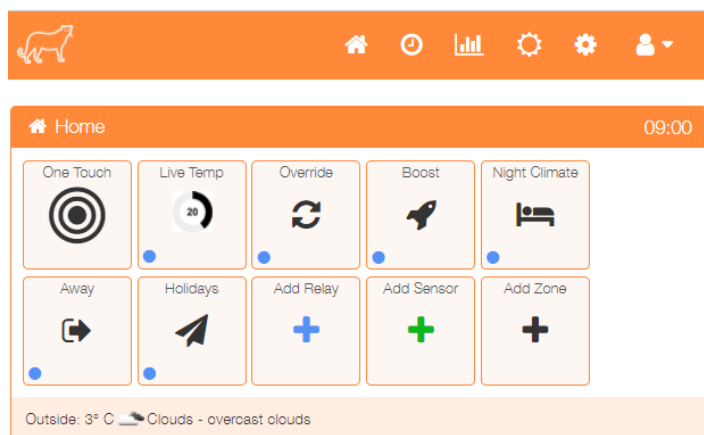 Home 09:00
One Touch Live Temp Override Boost Night Climate
20
Away Holidays Add Relay Add Sensor Add Zone
Outside: 3° C Clouds - overcast clouds